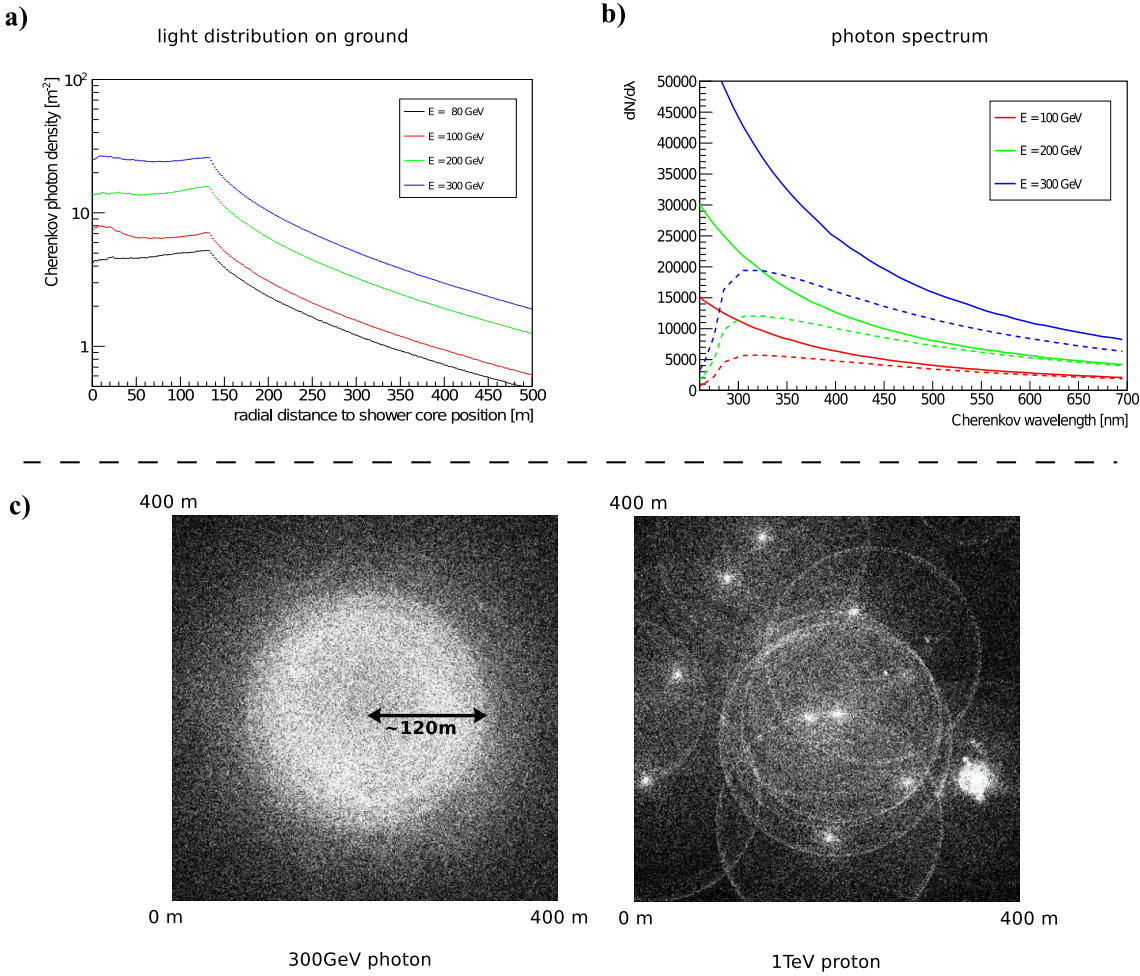 a)
light distribution on ground
Cherenkov photon density [m⁻²]
10²
10
1
E = 80 GeV
E = 100 GeV
E = 200 GeV
E = 300 GeV
0 50 100 150 200 250 300 350 400 450 500
radial distance to shower core position [m]
b)
photon spectrum
dN/dλ
50000
45000
40000
35000
30000
25000
20000
15000
10000
5000
0
E = 100 GeV
E = 200 GeV
E = 300 GeV
300 350 400 450 500 550 600 650 700
Cherenkov wavelength [nm]
c)
400 m
~120m
0 m
400 m
300GeV photon
400 m
0 m
400 m
1TeV proton